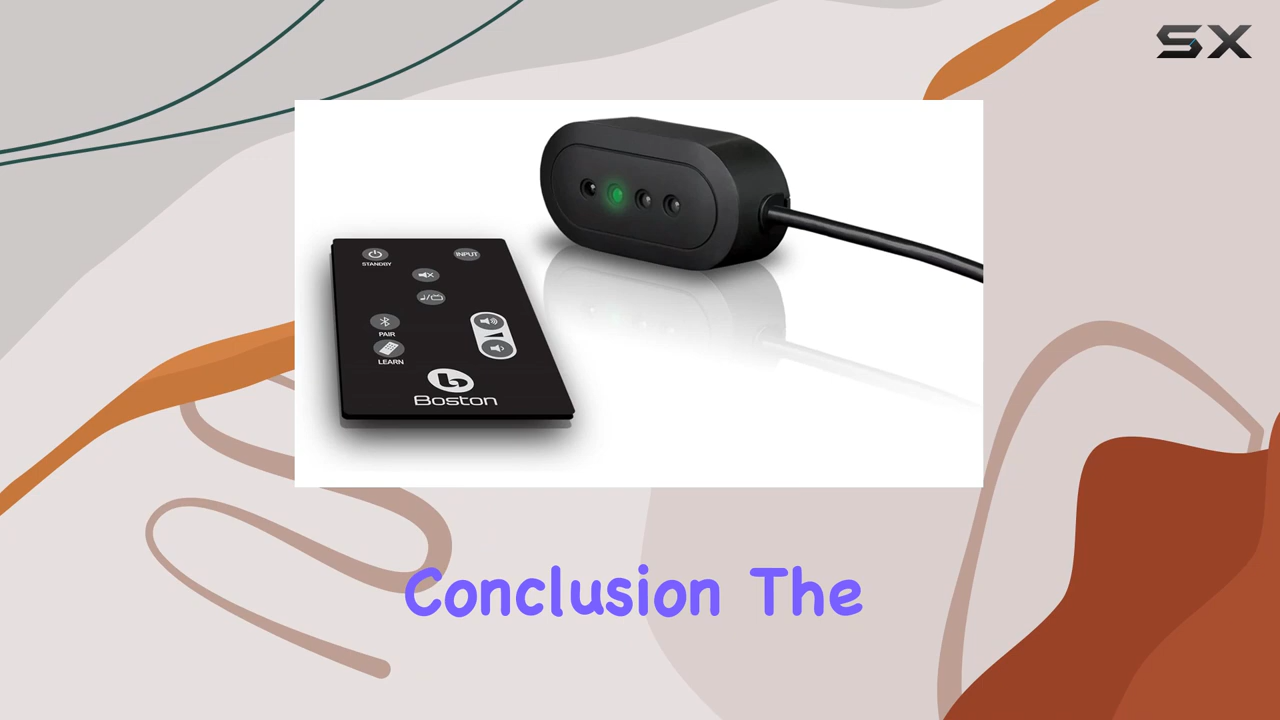 SX
STANDBY
INPUT
PAIR
LEARN
Boston
Conclusion The